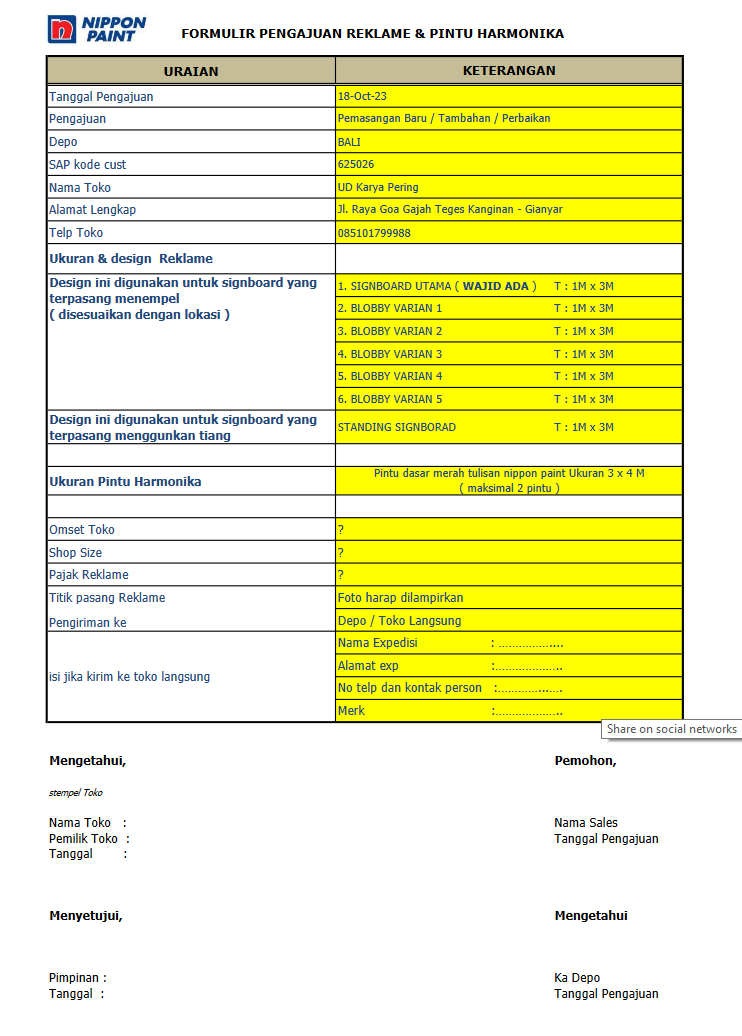 NIPPON PAINT
FORMULIR PENGAJUAN REKLAME & PINTU HARMONIKA
URAIAN KETERANGAN
Tanggal Pengajuan 18-Oct-23
Pengajuan Pemasangan Baru / Tambahan / Perbaikan
Depo BALI
SAP kode cust 625026
Nama Toko UD Karya Pering
Alamat Lengkap Jl. Raya Goa Gajah Teges Kanginan - Gianyar
Telp Toko 085101799988
Ukuran & design Reklame
Design ini digunakan untuk signboard yang
terpasang menempel
( disesuaikan dengan lokasi )
1. SIGNBOARD UTAMA ( WAJID ADA ) T : 1M x 3M
2. BLOBBY VARIAN 1 T : 1M x 3M
3. BLOBBY VARIAN 2 T : 1M x 3M
4. BLOBBY VARIAN 3 T : 1M x 3M
5. BLOBBY VARIAN 4 T : 1M x 3M
6. BLOBBY VARIAN 5 T : 1M x 3M
Design ini digunakan untuk signboard yang
terpasang menggunkan tiang
STANDING SIGNBORAD T : 1M x 3M
Ukuran Pintu Harmonika
Pintu dasar merah tulisan nippon paint Ukuran 3 x 4 M
( maksimal 2 pintu )
Omset Toko ?
Shop Size ?
Pajak Reklame ?
Titik pasang Reklame Foto harap dilampirkan
Pengiriman ke Depo / Toko Langsung
isi jika kirim ke toko langsung
Nama Expedisi : ...................
Alamat exp :...................
No telp dan kontak person :...................
Merk :...................
Share on social networks
Mengetahui, Pemohon,
stempel Toko
Nama Toko : Nama Sales
Pemilik Toko : Tanggal Pengajuan
Tanggal :
Menyetujui, Mengetahui
Pimpinan : Ka Depo
Tanggal : Tanggal Pengajuan